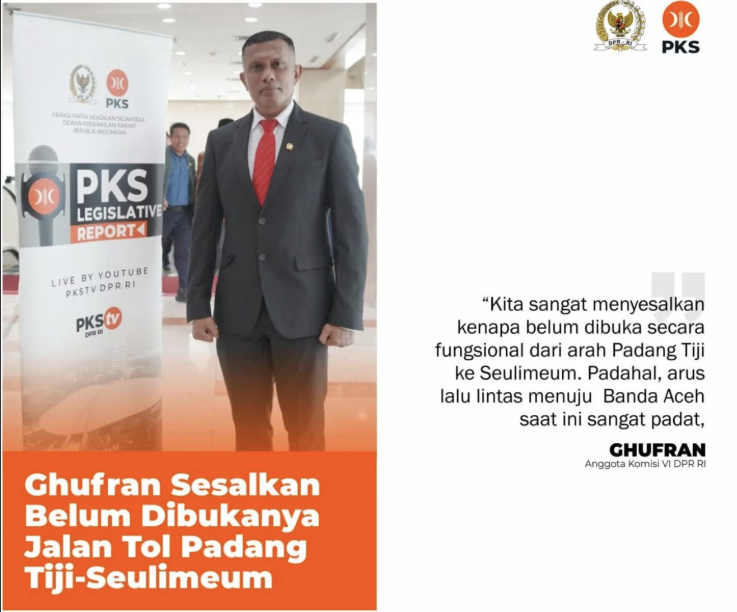 PKS
FRAKSI PARTAI KEADILAN SEJAHTERA
DEWAN PERWAKILAN RAKYAT
REPUBLIK INDONESIA
PKS
LEGISLATIVE
REPORT
LIVE BY YOUTUBE
PKSTV DPR RI
PKStv
DPR RI
Ghufran Sesalkan
Belum Dibukanya
Jalan Tol Padang
Tiji-Seulimeum
DPR-RI
PKS
“Kita sangat menyesalkan
kenapa belum dibuka secara
fungsional dari arah Padang Tiji
ke Seulimeum. Padahal, arus
lalu lintas menuju Banda Aceh
saat ini sangat padat,
GHUFRAN
Anggota Komisi VI DPR RI